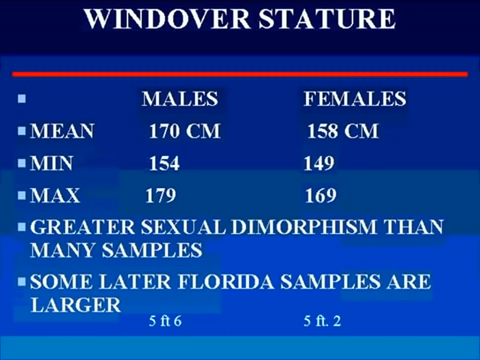 WINDOVER STATURE
MALES FEMALES
MEAN 170 CM 158 CM
MIN 154 149
MAX 179 169
GREATER SEXUAL DIMORPHISM THAN
MANY SAMPLES
SOME LATER FLORIDA SAMPLES ARE
LARGER
5 ft 6 5 ft. 2